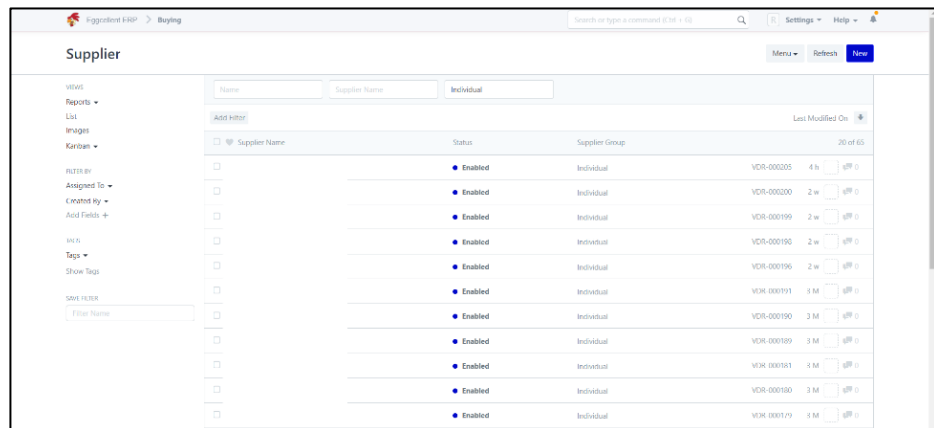 Eggcellent ERP > Buying
Search or type a command (Ctrl + G)
R Settings Help
Supplier
Menu Refresh New
VIEWS
Reports
List
Images
Kanban
FILTER BY
Assigned To
Created By
Add Fields +
TAGS
Tags
Show Tags
SAVE FILTER
Filter Name
Name Supplier Name Individual
Add Filter Last Modified On
Supplier Name Status Supplier Group 20 of 65
Enabled Individual VDR-000205 4 h 0
Enabled Individual VDR-000200 2 w 0
Enabled Individual VDR-000199 2 w 0
Enabled Individual VDR-000198 2 w 0
Enabled Individual VDR-000196 2 w 0
Enabled Individual VDR-000191 3 M 0
Enabled Individual VDR-000190 3 M 0
Enabled Individual VDR-000189 3 M 0
Enabled Individual VDR-000181 3 M 0
Enabled Individual VDR-000180 3 M 0
Enabled Individual VDR-000179 3 M 0